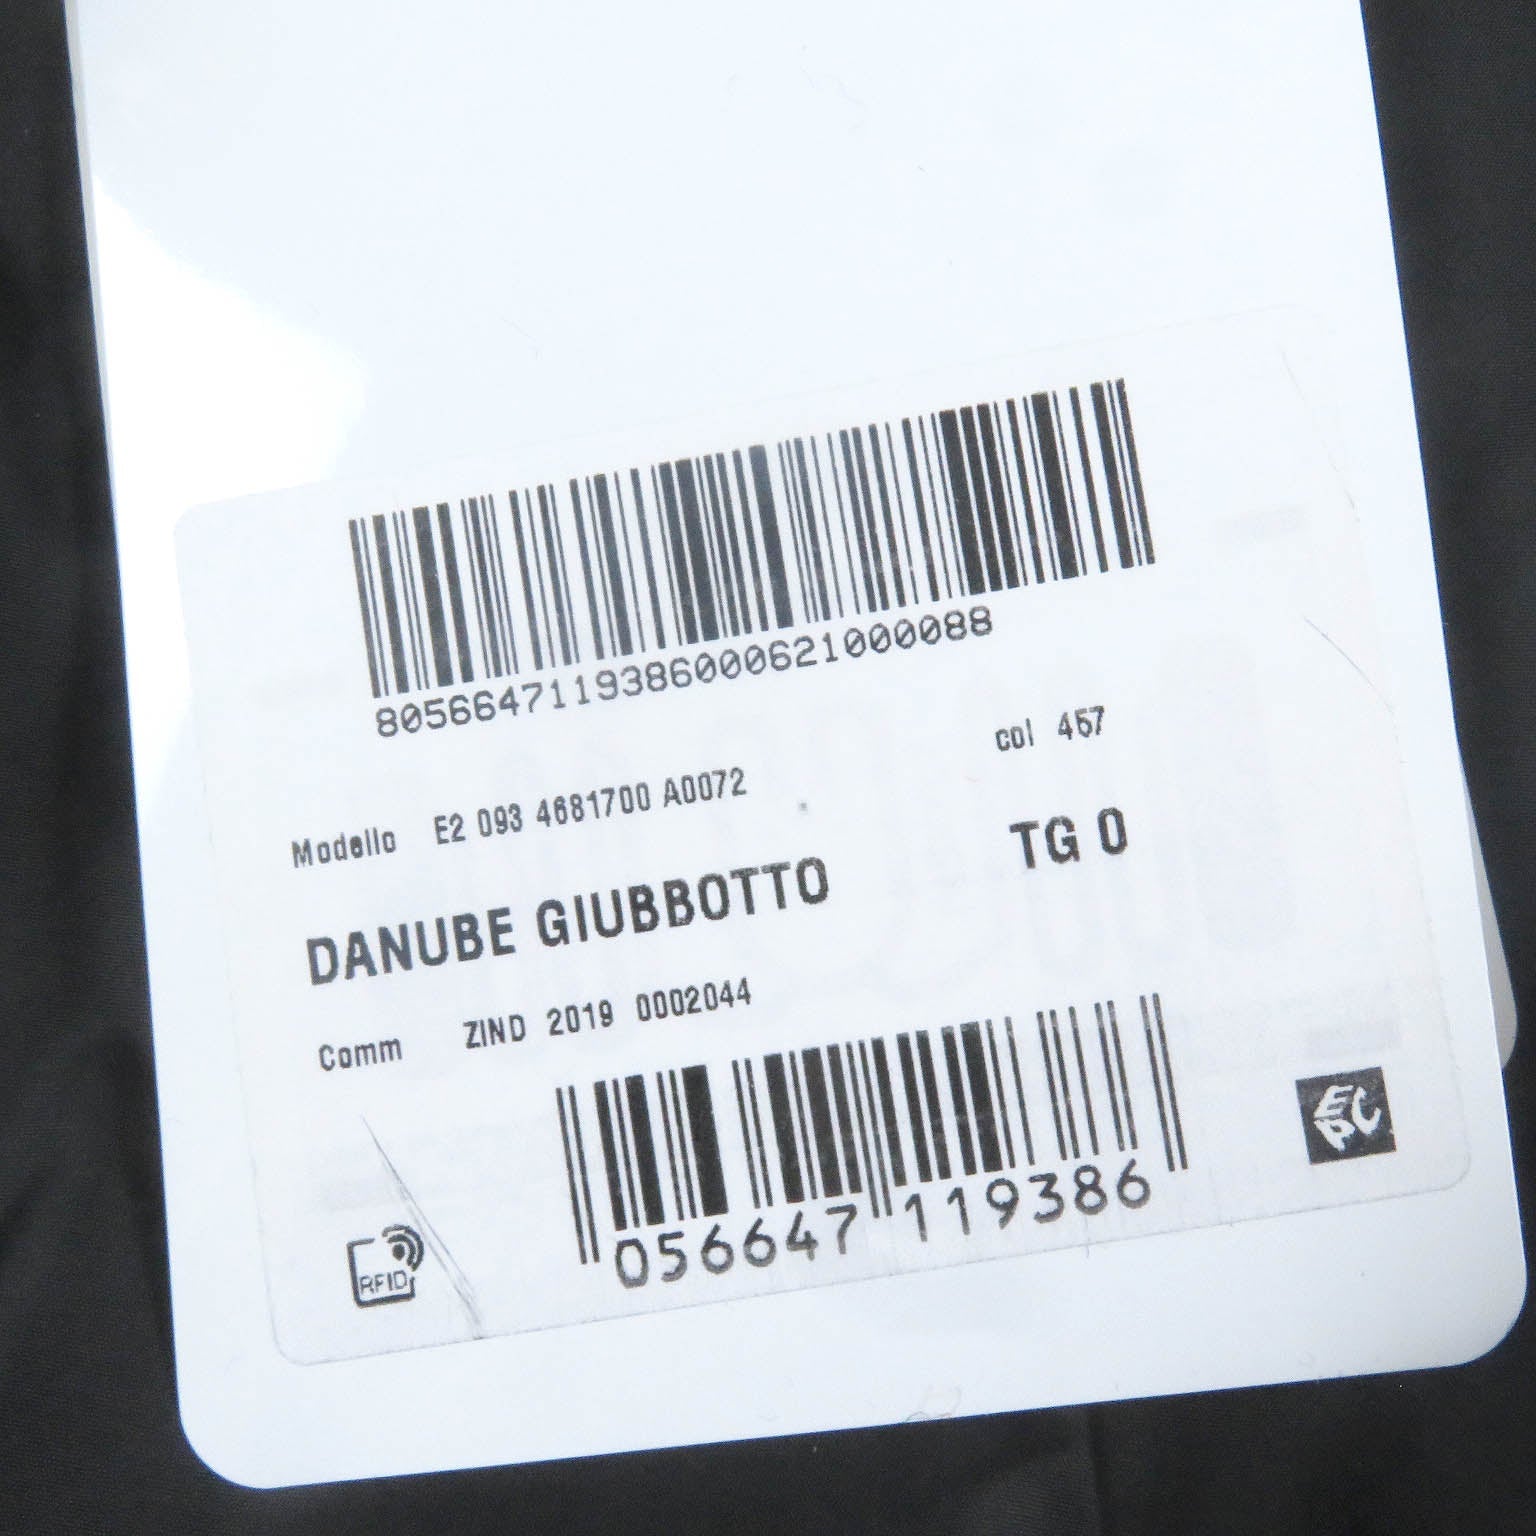 8056647119386000621000088
Modello E2 093 4681700 A0072 col 457
DANUBE GIUBBOTTO TG 0
Comm ZIND 2019 0002044
056647 119386
RFID
EPC